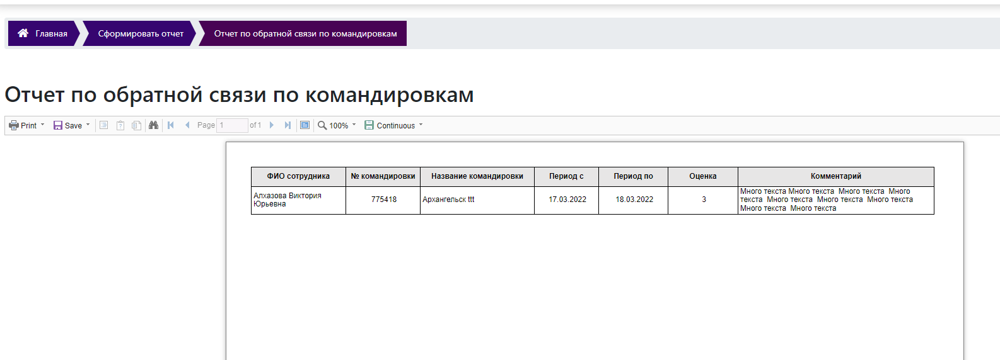 Главная Сформировать отчет Отчет по обратной связи по командировкам
Отчет по обратной связи по командировкам
Print Save Page 1 of 1 100% Continuous
ФИО сотрудника № командировки Название командировки Период с Период по Оценка Комментарий
Алхазова Виктория
Юрьевна
775418
Архангельск ttt
17.03.2022
18.03.2022
3
Много текста Много текста  Много текста  Много
текста  Много текста  Много текста  Много текста
Много текста  Много текста